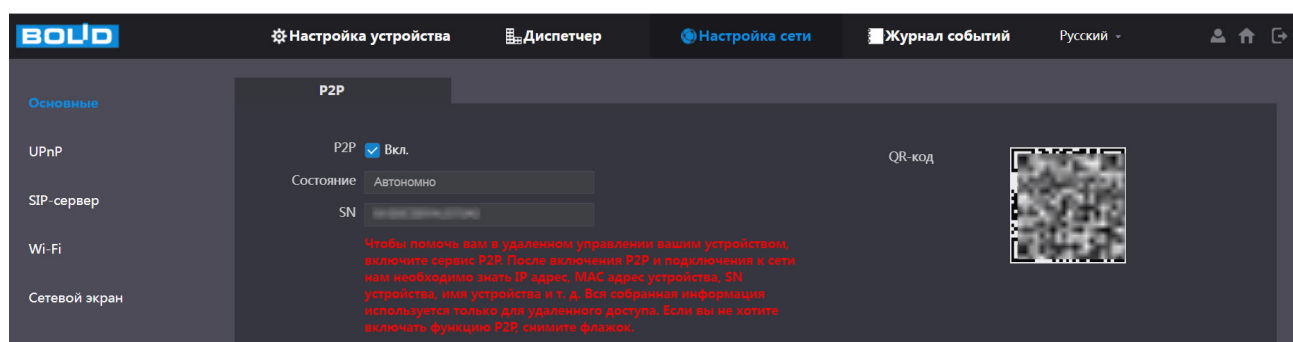 BOLID
Настройка устройства Диспетчер Настройка сети Журнал событий Русский
Основные
P2P
UPnP
P2P Вкл.
QR-код
Состояние Автономно
SIP-сервер
SN
Wi-Fi
Чтобы помочь вам в удаленном управлении вашим устройством,
включите сервис P2P. После включения P2P и подключения к сети
нам необходимо знать IP адрес, MAC адрес устройства, SN
Сетевой экран
устройства, имя устройства и т. д. Вся собранная информация
используется только для удаленного доступа. Если вы не хотите
включать функцию P2P, снимите флажок.